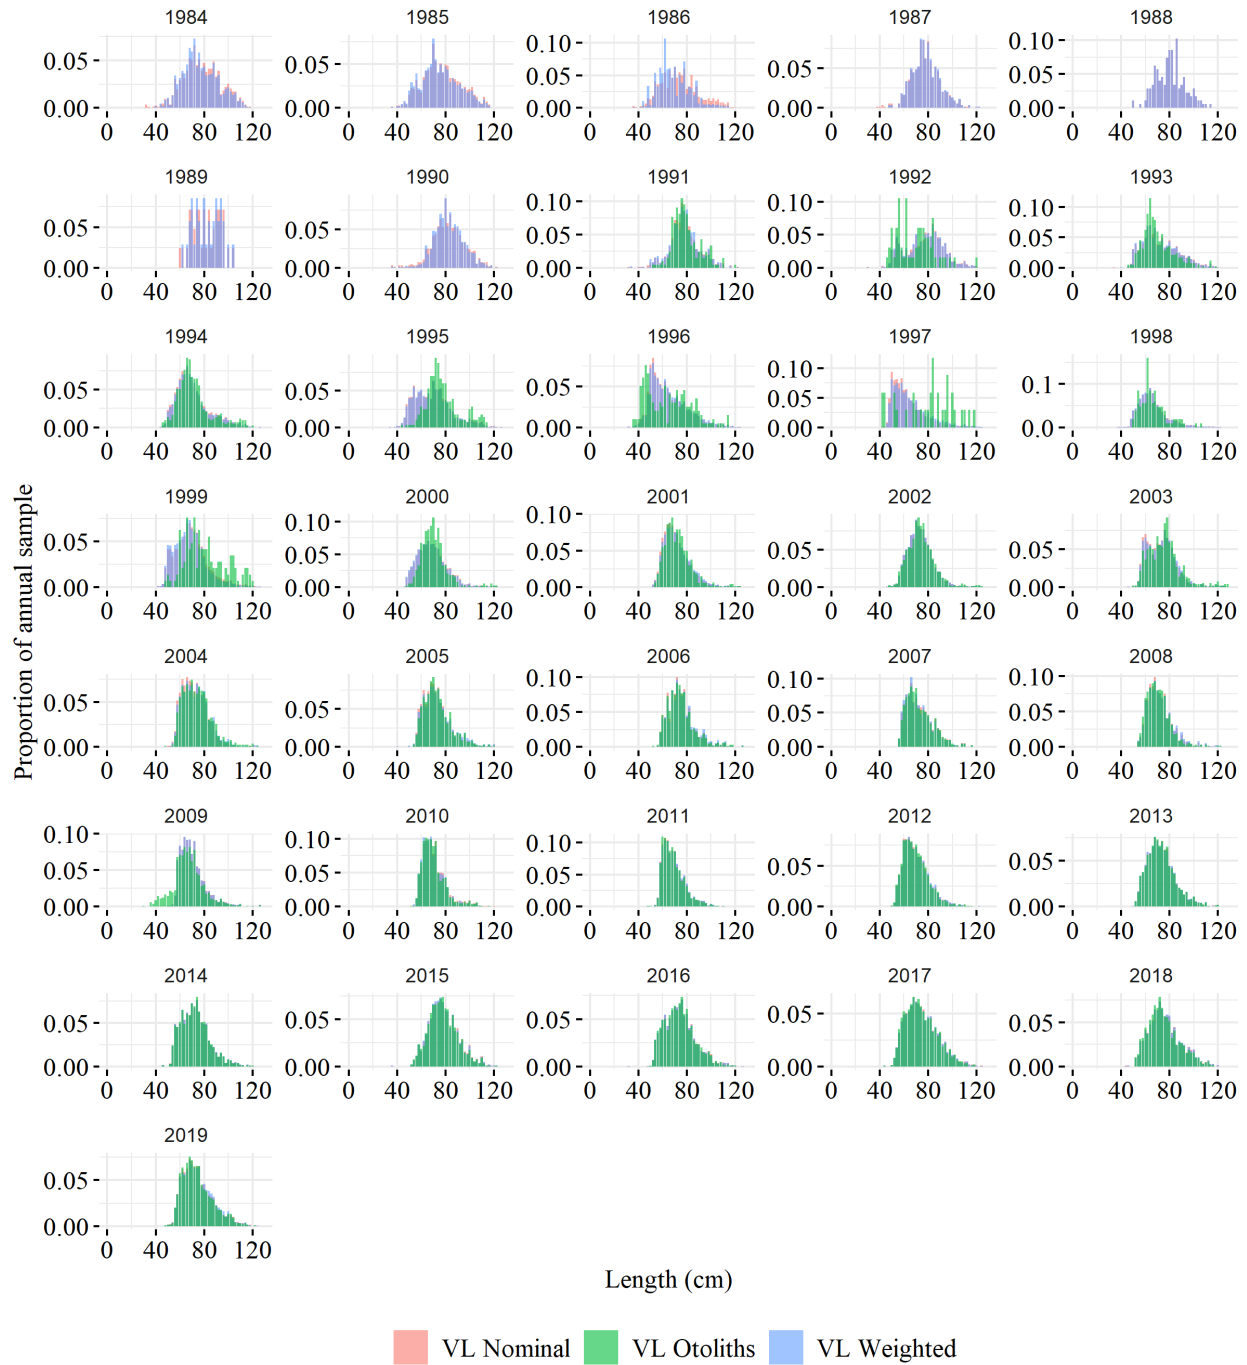 1984 1985 1986 1987 1988
0.05 0.00 0.05 0.00 0.10 0.05 0.00 0.05 0.00 0.10 0.05 0.00
0 40 80 120 0 40 80 120 0 40 80 120 0 40 80 120 0 40 80 120
1989 1990 1991 1992 1993
0.05 0.00 0.05 0.00 0.10 0.05 0.00 0.10 0.05 0.00 0.10 0.05 0.00
0 40 80 120 0 40 80 120 0 40 80 120 0 40 80 120 0 40 80 120
1994 1995 1996 1997 1998
0.05 0.00 0.05 0.00 0.05 0.00 0.10 0.05 0.00 0.1 0.0
0 40 80 120 0 40 80 120 0 40 80 120 0 40 80 120 0 40 80 120
Proportion of annual sample
1999 2000 2001 2002 2003
0.05 0.00 0.10 0.05 0.00 0.10 0.05 0.00 0.05 0.00 0.05 0.00
0 40 80 120 0 40 80 120 0 40 80 120 0 40 80 120 0 40 80 120
2004 2005 2006 2007 2008
0.05 0.00 0.05 0.00 0.10 0.05 0.00 0.10 0.05 0.00 0.10 0.05 0.00
0 40 80 120 0 40 80 120 0 40 80 120 0 40 80 120 0 40 80 120
2009 2010 2011 2012 2013
0.10 0.05 0.00 0.10 0.05 0.00 0.10 0.05 0.00 0.05 0.00 0.05 0.00
0 40 80 120 0 40 80 120 0 40 80 120 0 40 80 120 0 40 80 120
2014 2015 2016 2017 2018
0.05 0.00 0.05 0.00 0.05 0.00 0.05 0.00 0.05 0.00
0 40 80 120 0 40 80 120 0 40 80 120 0 40 80 120 0 40 80 120
2019
0.05 0.00
0 40 80 120
Length (cm)
VL Nominal VL Otoliths VL Weighted